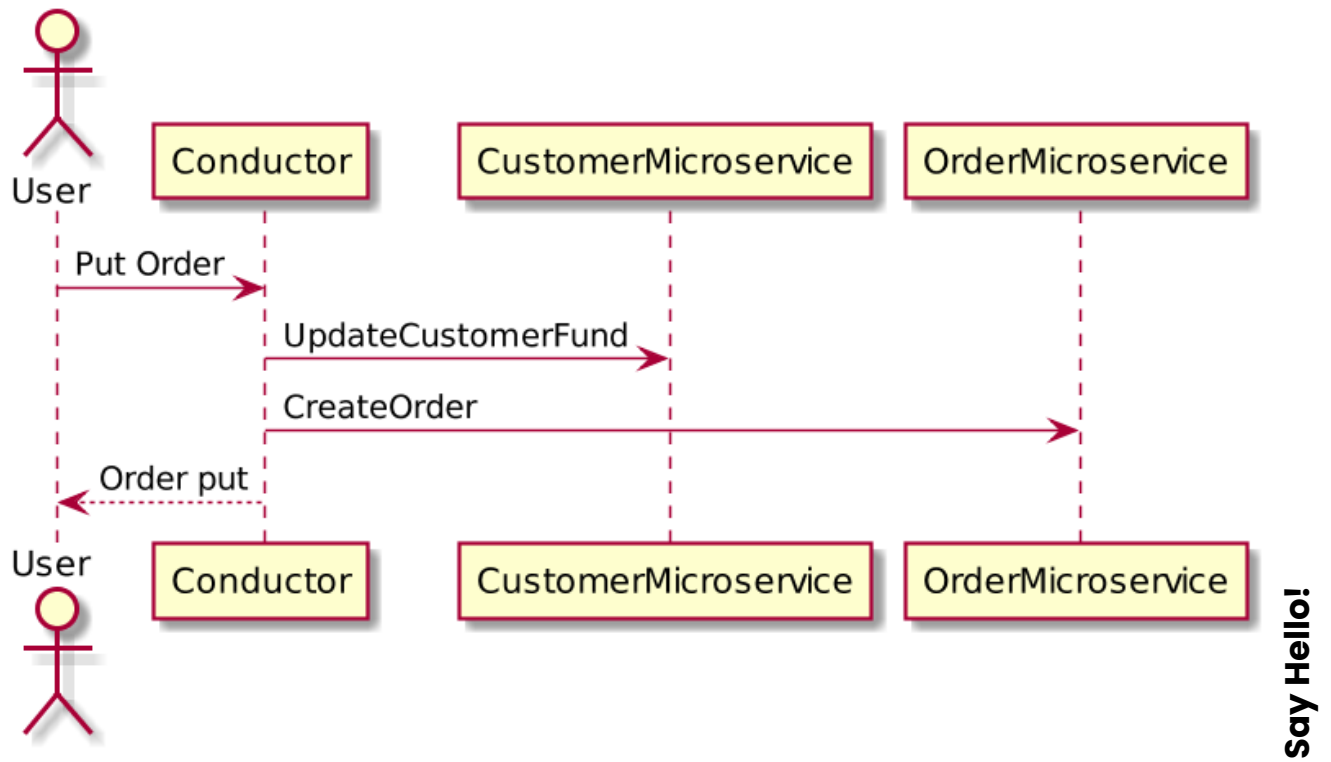 User
Conductor
CustomerMicroservice
OrderMicroservice
Put Order
UpdateCustomerFund
CreateOrder
Order put
User
Conductor
CustomerMicroservice
OrderMicroservice
Say Hello!